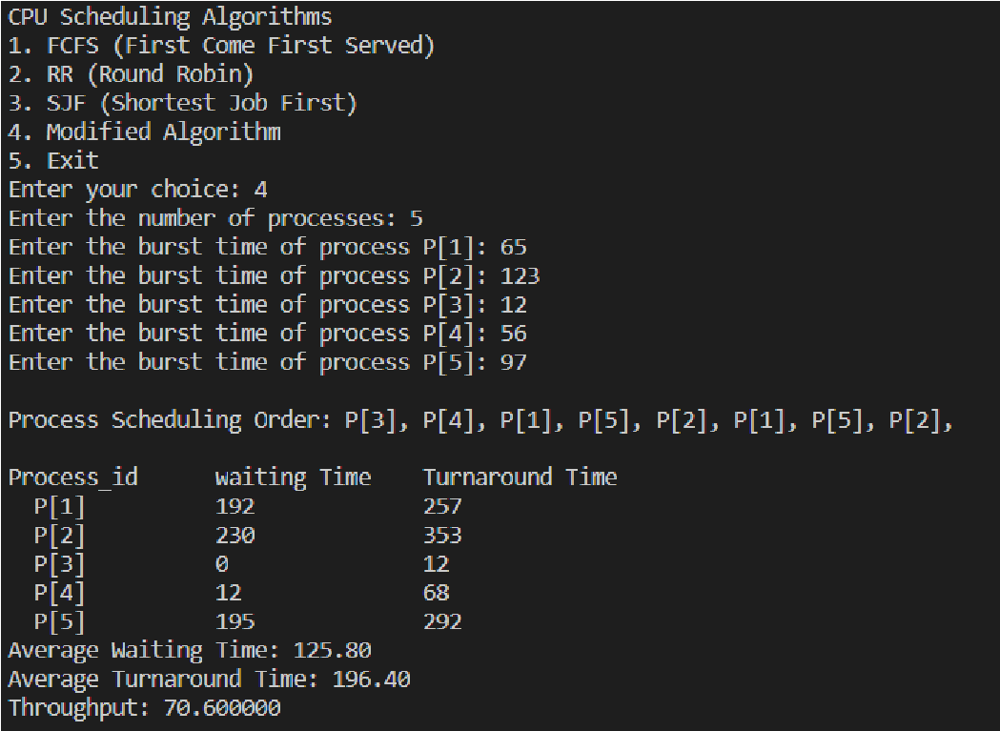 CPU Scheduling Algorithms
1. FCFS (First Come First Served)
2. RR (Round Robin)
3. SJF (Shortest Job First)
4. Modified Algorithm
5. Exit
Enter your choice: 4
Enter the number of processes: 5
Enter the burst time of process P[1]: 65
Enter the burst time of process P[2]: 123
Enter the burst time of process P[3]: 12
Enter the burst time of process P[4]: 56
Enter the burst time of process P[5]: 97
Process Scheduling Order: P[3], P[4], P[1], P[5], P[2], P[1], P[5], P[2],
Process_id waiting Time Turnaround Time
P[1] 192 257
P[2] 230 353
P[3] 0 12
P[4] 12 68
P[5] 195 292
Average Waiting Time: 125.80
Average Turnaround Time: 196.40
Throughput: 70.600000